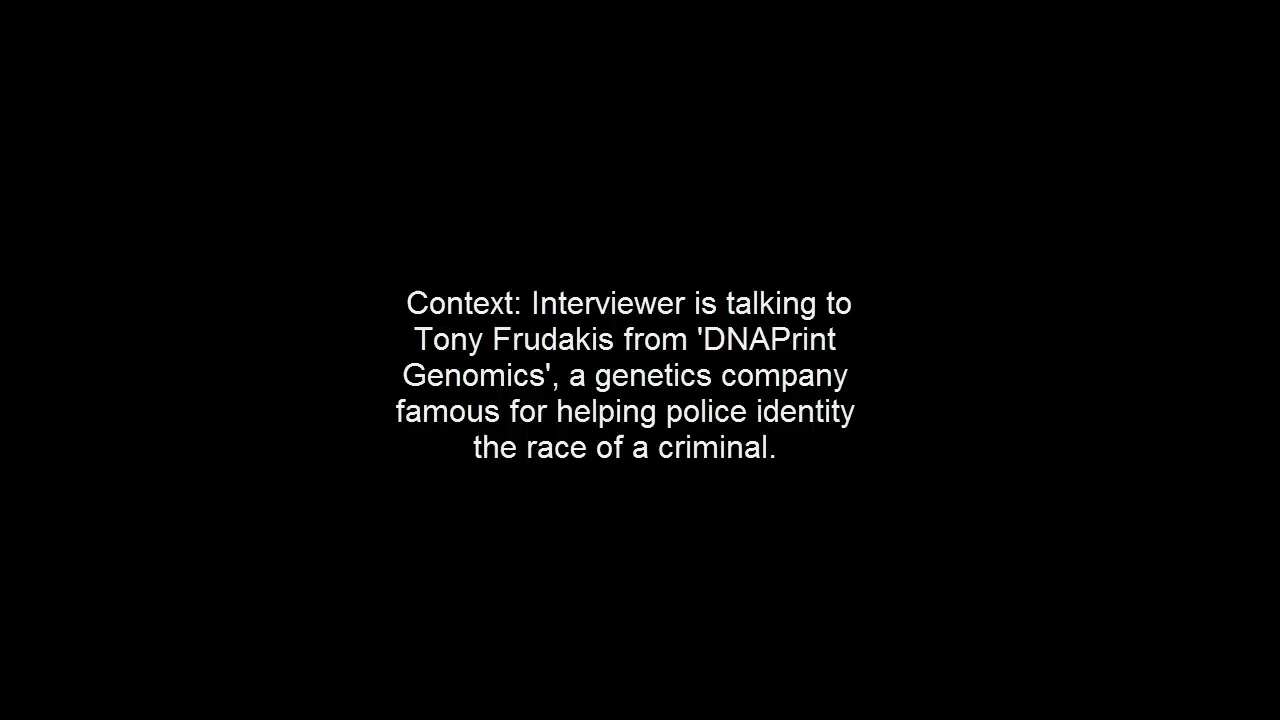 Context: Interviewer is talking to
Tony Frudakis from 'DNAPrint
Genomics', a genetics company
famous for helping police identity
the race of a criminal.